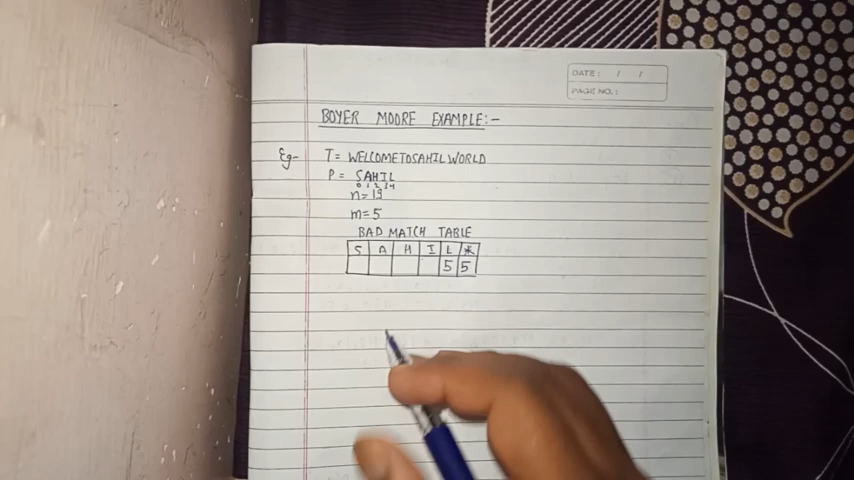 DATE: / /
PAGE NO.:
BOYER MOORE EXAMPLE:-
Eg- T= WELCOMETOSAHILWORLD
P = SAHIL
0 1 2 3 4
n=19
m=5
BAD MATCH TABLE
S A H I L *
5 5